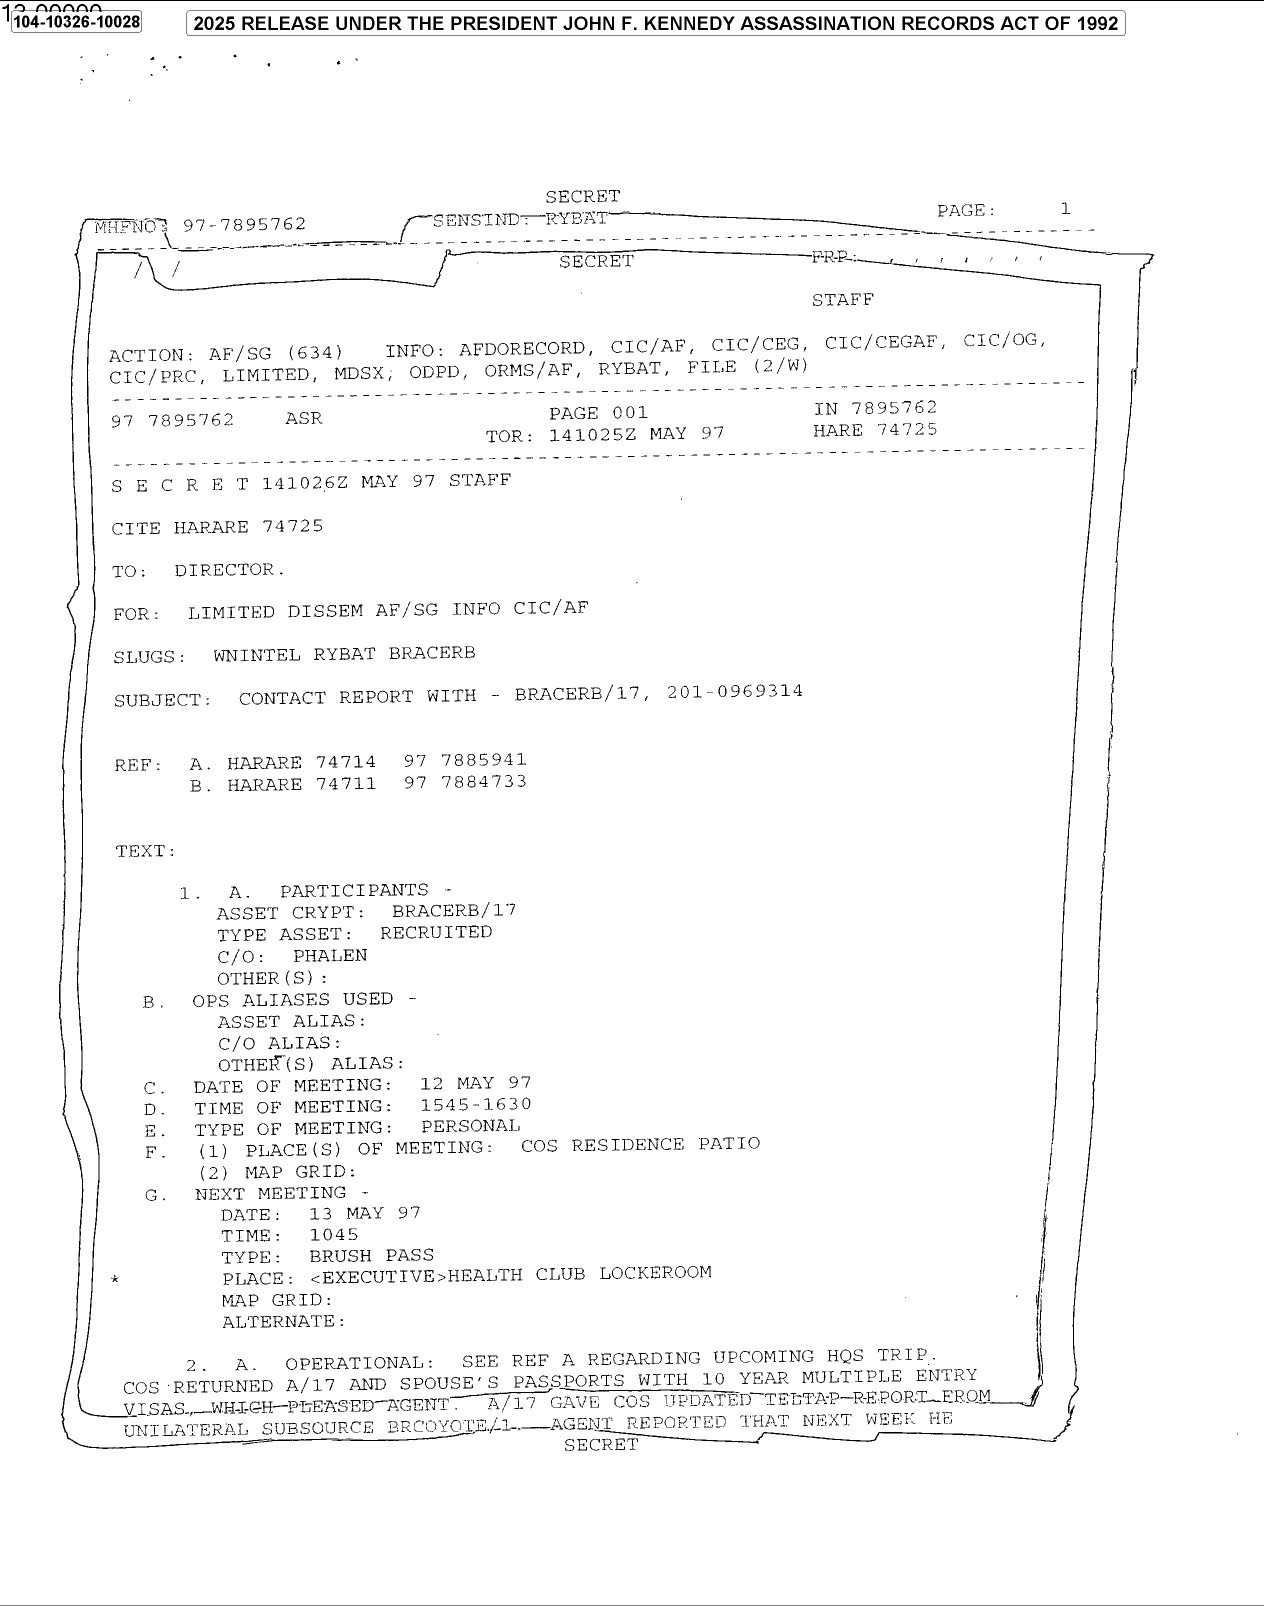 13-00000
104-10326-10028
2025 RELEASE UNDER THE PRESIDENT JOHN F. KENNEDY ASSASSINATION RECORDS ACT OF 1992
SECRET
MHFNO: 97-7895762 SENSIND: RYBAT PAGE: 1
/ / SECRET FRP: , , , , , , ,
STAFF
ACTION: AF/SG (634) INFO: AFDORECORD, CIC/AF, CIC/CEG, CIC/CEGAF, CIC/OG,
CIC/PRC, LIMITED, MDSX, ODPD, ORMS/AF, RYBAT, FILE (2/W)
97 7895762 ASR PAGE 001 IN 7895762
TOR: 141025Z MAY 97 HARE 74725
S E C R E T 141026Z MAY 97 STAFF
CITE HARARE 74725
TO: DIRECTOR.
FOR: LIMITED DISSEM AF/SG INFO CIC/AF
SLUGS: WNINTEL RYBAT BRACERB
SUBJECT: CONTACT REPORT WITH - BRACERB/17, 201-0969314
REF: A. HARARE 74714 97 7885941
B. HARARE 74711 97 7884733
TEXT:
1. A. PARTICIPANTS -
ASSET CRYPT: BRACERB/17
TYPE ASSET: RECRUITED
C/O: PHALEN
OTHER(S):
B. OPS ALIASES USED -
ASSET ALIAS:
C/O ALIAS:
OTHER(S) ALIAS:
C. DATE OF MEETING: 12 MAY 97
D. TIME OF MEETING: 1545-1630
E. TYPE OF MEETING: PERSONAL
F. (1) PLACE(S) OF MEETING: COS RESIDENCE PATIO
(2) MAP GRID:
G. NEXT MEETING -
DATE: 13 MAY 97
TIME: 1045
TYPE: BRUSH PASS
* PLACE: <EXECUTIVE>HEALTH CLUB LOCKEROOM
MAP GRID:
ALTERNATE:
2. A. OPERATIONAL: SEE REF A REGARDING UPCOMING HQS TRIP.
COS RETURNED A/17 AND SPOUSE'S PASSPORTS WITH 10 YEAR MULTIPLE ENTRY
VISAS, WHICH PLEASED AGENT. A/17 GAVE COS UPDATED TELTAP REPORT FROM
UNILATERAL SUBSOURCE BRCOYOTE/1. AGENT REPORTED THAT NEXT WEEK HE
SECRET